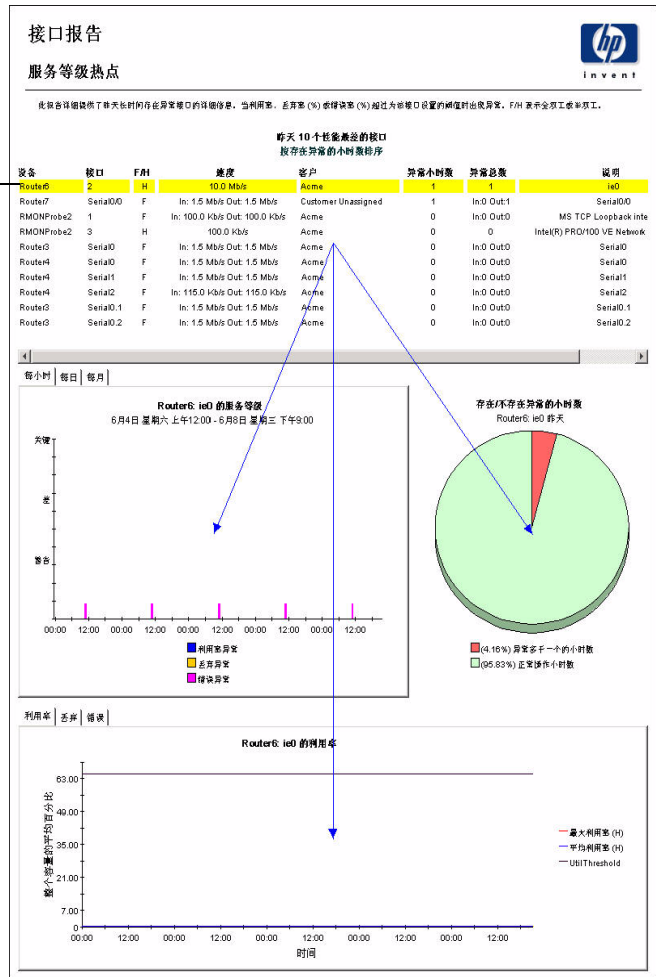 接口报告
服务等级热点
hp
invent
此报告详细提供了昨天长时间存在异常接口的详细信息。当利用率、丢弃率 (%) 或错误率 (%) 超过为该接口设置的阈值时出现异常。F/H 表示全双工或半双工。
昨天 10 个性能最差的接口
按存在异常的小时数排序
设备 接口 F/H 速度 客户 异常小时数 异常总数 说明
Router6 2 H 10.0 Mb/s Acme 1 1 ie0
Router7 Serial0/0 F In: 1.5 Mb/s Out: 1.5 Mb/s Customer Unassigned 1 In:0 Out:1 Serial0/0
RMONProbe2 1 F In: 100.0 Kb/s Out: 100.0 Kb/s Acme 0 In:0 Out:0 MS TCP Loopback inte
RMONProbe2 3 H 100.0 Kb/s Acme 0 0 Intel(R) PRO/100 VE Network
Router3 Serial0 F In: 1.5 Mb/s Out: 1.5 Mb/s Acme 0 In:0 Out:0 Serial0
Router4 Serial0 F In: 1.5 Mb/s Out: 1.5 Mb/s Acme 0 In:0 Out:0 Serial0
Router4 Serial1 F In: 1.5 Mb/s Out: 1.5 Mb/s Acme 0 In:0 Out:0 Serial1
Router4 Serial2 F In: 115.0 Kb/s Out: 115.0 Kb/s Acme 0 In:0 Out:0 Serial2
Router3 Serial0.1 F In: 1.5 Mb/s Out: 1.5 Mb/s Acme 0 In:0 Out:0 Serial0.1
Router3 Serial0.2 F In: 1.5 Mb/s Out: 1.5 Mb/s Acme 0 In:0 Out:0 Serial0.2
每小时 每日 每月
Router6: ie0 的服务等级
6月4日 星期六 上午12:00 - 6月8日 星期三 下午9:00
关键
差
警告
00:00 12:00 00:00 12:00 00:00 12:00 00:00 12:00 00:00 12:00
利用率异常
丢弃异常
错误异常
存在/不存在异常的小时数
Router6: ie0 昨天
(4.16%) 异常多于一个的小时数
(95.83%) 正常操作小时数
利用率 丢弃 错误
Router6: ie0 的利用率
整个容量的平均百分比
63.00
49.00
35.00
21.00
7.00
0
00:00 12:00 00:00 12:00 00:00 12:00 00:00 12:00 00:00 12:00
时间
最大利用率 (H)
平均利用率 (H)
UtilThreshold